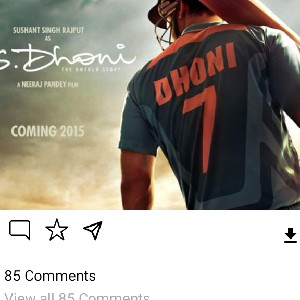 SUSHANT SINGH RAJPUT
AS
S.Dhoni
THE UNTOLD STORY
A NEERAJ PANDEY FILM
COMING 2015
DHONI
7
85 Comments
View all 85 Comments